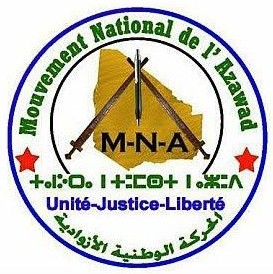 Mouvement National de l'Azawad
M-N-A
Unité-Justice-Liberté
الحركة الوطنية الأزوادية